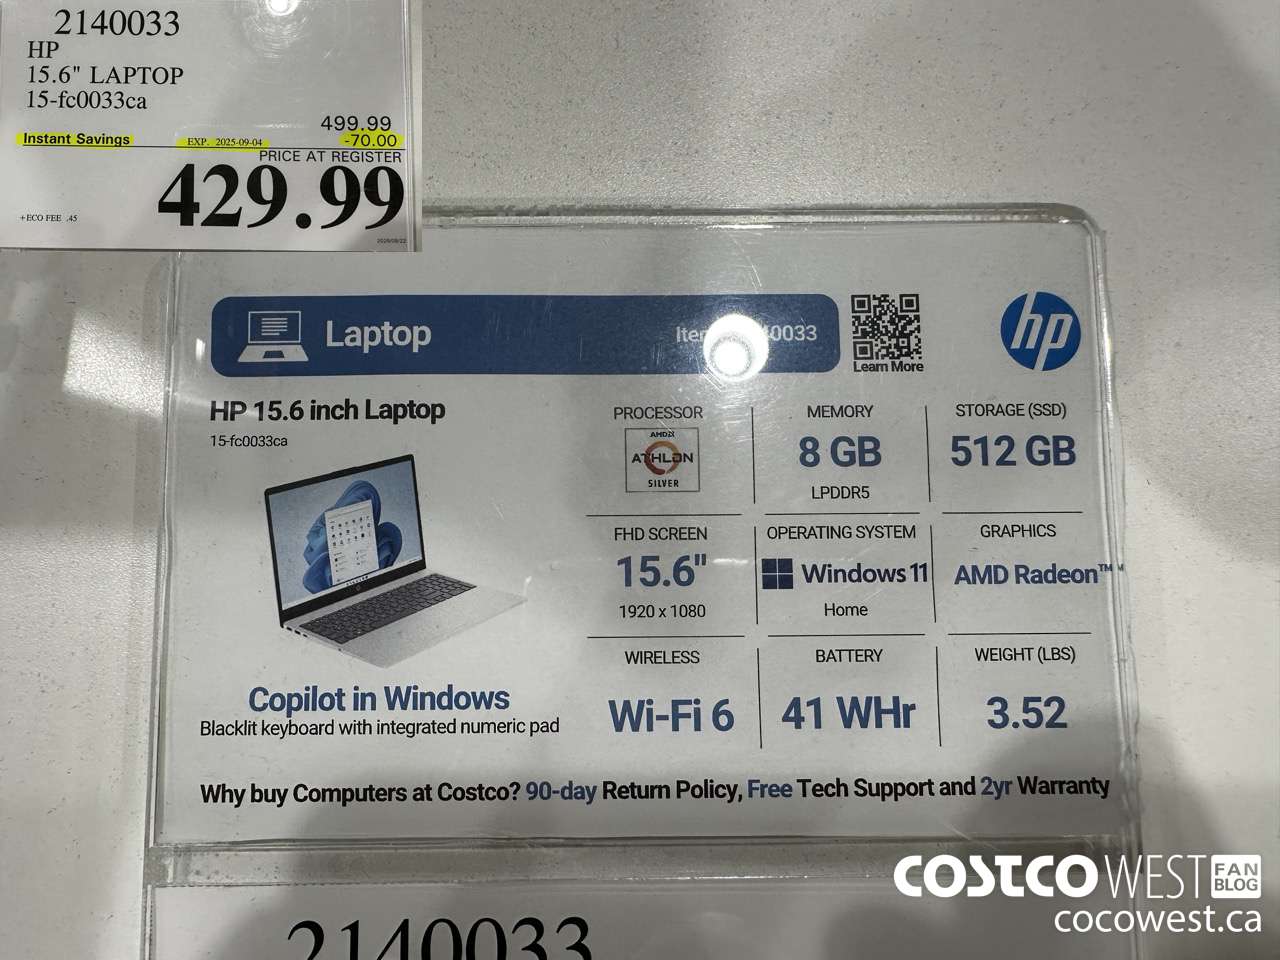 2140033
HP
15.6" LAPTOP
15-fc0033ca
499.99
Instant Savings EXP. 2025-09-04 -70.00
PRICE AT REGISTER
429.99
+ECO FEE .45
Laptop
0033
Learn More
hp
HP 15.6 inch Laptop
15-fc0033ca
PROCESSOR
AMD
ATHLON
SILVER
MEMORY
8 GB
LPDDR5
STORAGE (SSD)
512 GB
FHD SCREEN
15.6"
1920 x 1080
OPERATING SYSTEM
Windows 11
Home
GRAPHICS
AMD Radeon™
WIRELESS
Wi-Fi 6
BATTERY
41 WHr
WEIGHT (LBS)
3.52
Copilot in Windows
Blacklit keyboard with integrated numeric pad
Why buy Computers at Costco? 90-day Return Policy, Free Tech Support and 2yr Warranty
2140033
COSTCO WEST FAN BLOG
cocowest.ca